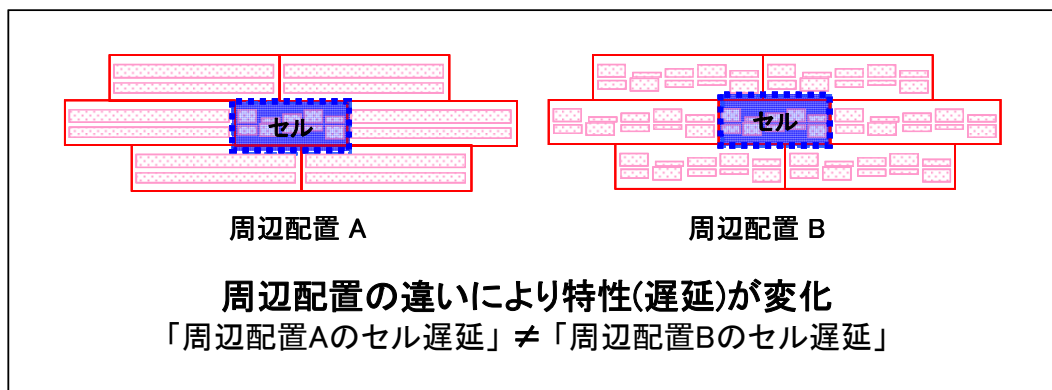 セル
セル
周辺配置 A
周辺配置 B
周辺配置の違いにより特性(遅延)が変化
「周辺配置Aのセル遅延」 ≠ 「周辺配置Bのセル遅延」